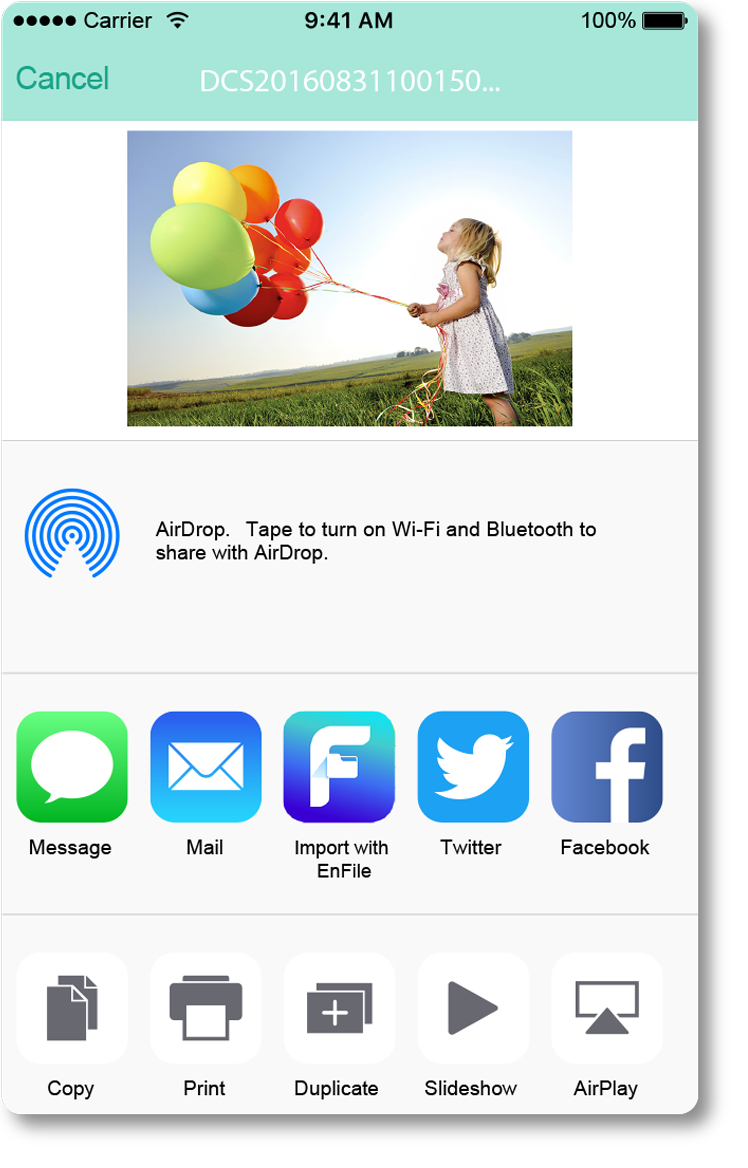 Carrier 9:41 AM 100%
Cancel DCS20160831100150...
AirDrop. Tape to turn on Wi-Fi and Bluetooth to
share with AirDrop.
Message Mail Import with Twitter Facebook
EnFile
Copy Print Duplicate Slideshow AirPlay